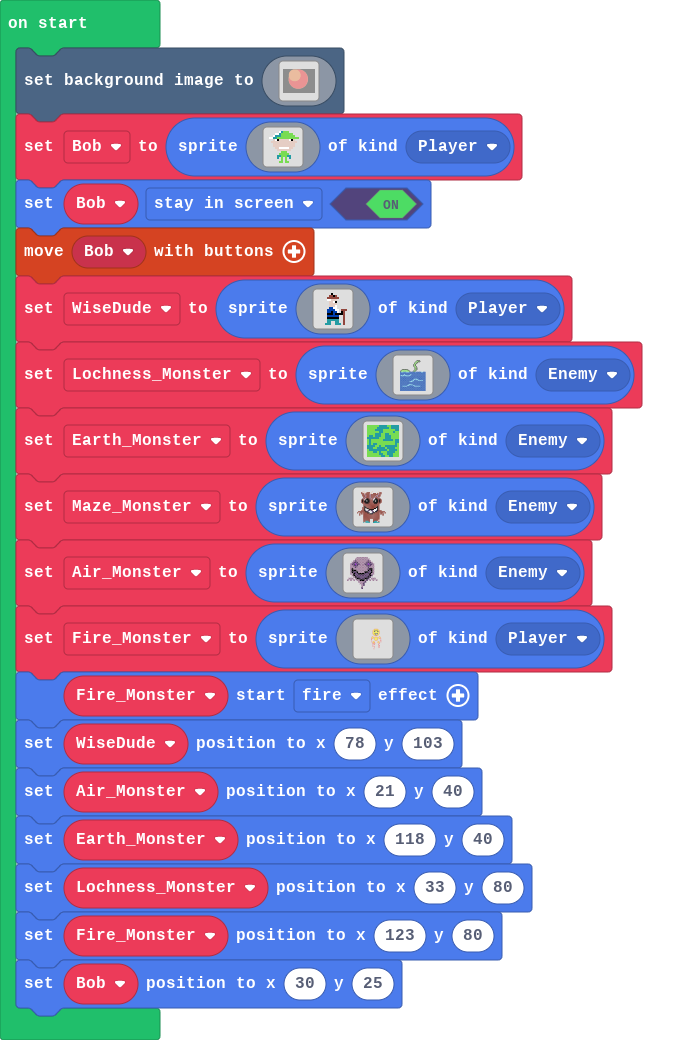 on start
set background image to
set Bob to sprite of kind Player
set Bob stay in screen ON
move Bob with buttons
set WiseDude to sprite of kind Player
set Lochness_Monster to sprite of kind Enemy
set Earth_Monster to sprite of kind Enemy
set Maze_Monster to sprite of kind Enemy
set Air_Monster to sprite of kind Enemy
set Fire_Monster to sprite of kind Player
Fire_Monster start fire effect
set WiseDude position to x 78 y 103
set Air_Monster position to x 21 y 40
set Earth_Monster position to x 118 y 40
set Lochness_Monster position to x 33 y 80
set Fire_Monster position to x 123 y 80
set Bob position to x 30 y 25